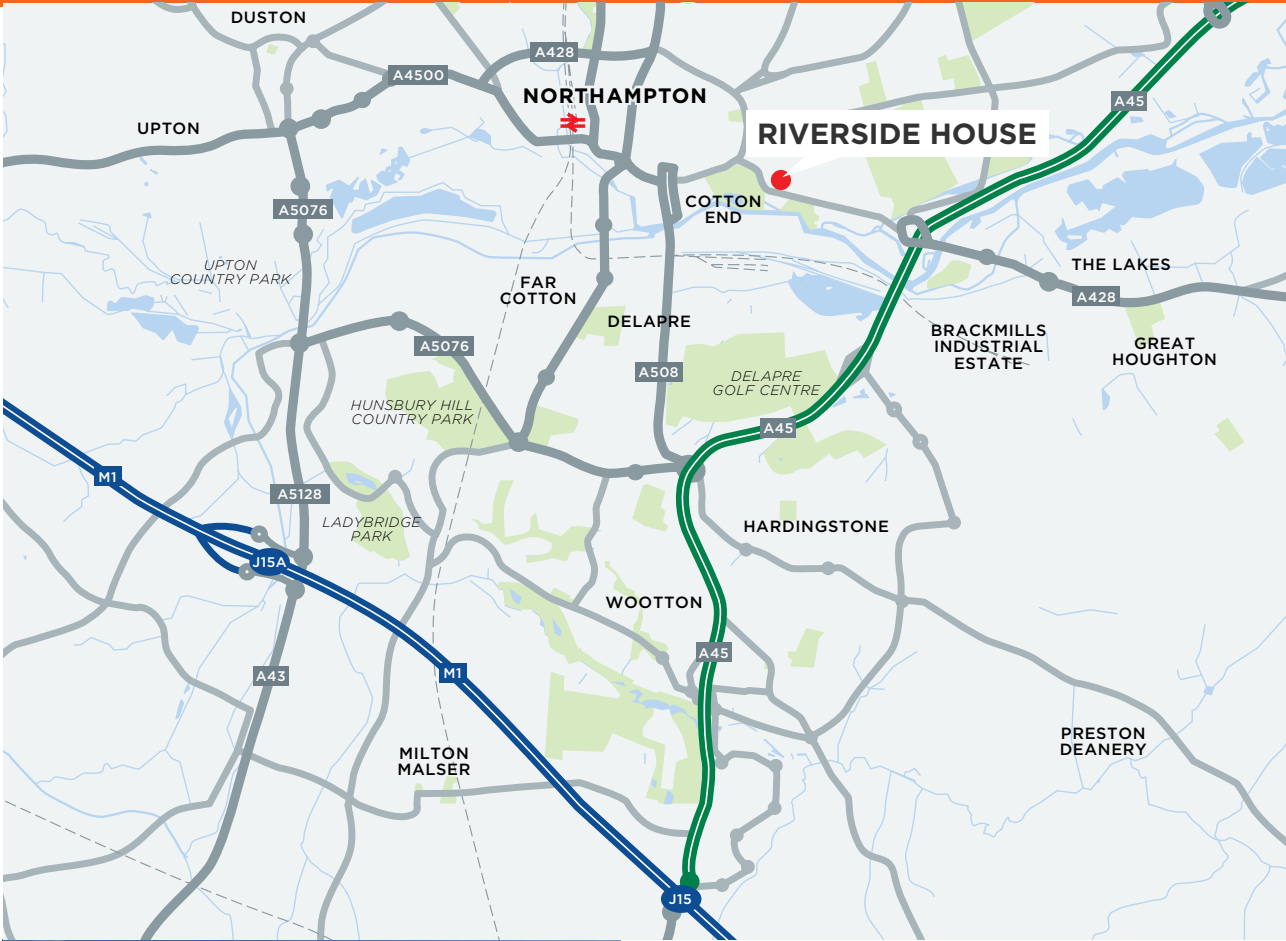 DUSTON
A428
A4500
NORTHAMPTON
A45
UPTON
RIVERSIDE HOUSE
A5076
COTTON
END
UPTON
COUNTRY PARK
THE LAKES
FAR
COTTON
A428
DELAPRE
BRACKMILLS
INDUSTRIAL
ESTATE
GREAT
HOUGHTON
A5076
A508
DELAPRE
GOLF CENTRE
HUNSBURY HILL
COUNTRY PARK
A45
M1
A5128
LADYBRIDGE
PARK
HARDINGSTONE
J15A
WOOTTON
A45
M1
A43
PRESTON
DEANERY
MILTON
MALSER
J15